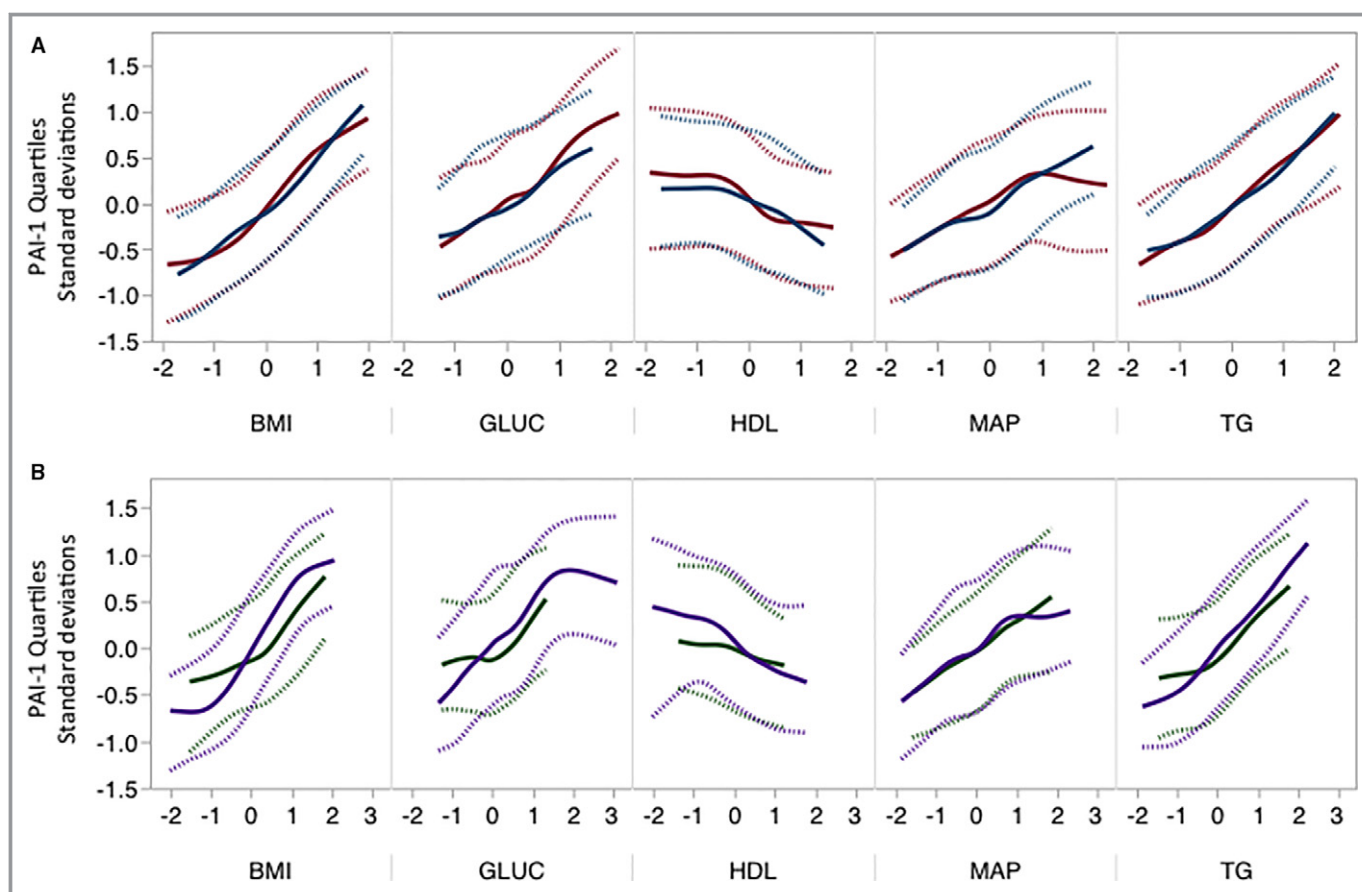 A
PAI-1 Quartiles
Standard deviations
1.5
1.0
0.5
0.0
-0.5
-1.0
-1.5
-2 -1 0 1 2 -2 -1 0 1 2 -2 -1 0 1 2 -2 -1 0 1 2 -2 -1 0 1 2
BMI GLUC HDL MAP TG
B
PAI-1 Quartiles
Standard deviations
1.5
1.0
0.5
0.0
-0.5
-1.0
-1.5
-2 -1 0 1 2 3 -2 -1 0 1 2 3 -2 -1 0 1 2 3 -2 -1 0 1 2 3 -2 -1 0 1 2 3
BMI GLUC HDL MAP TG